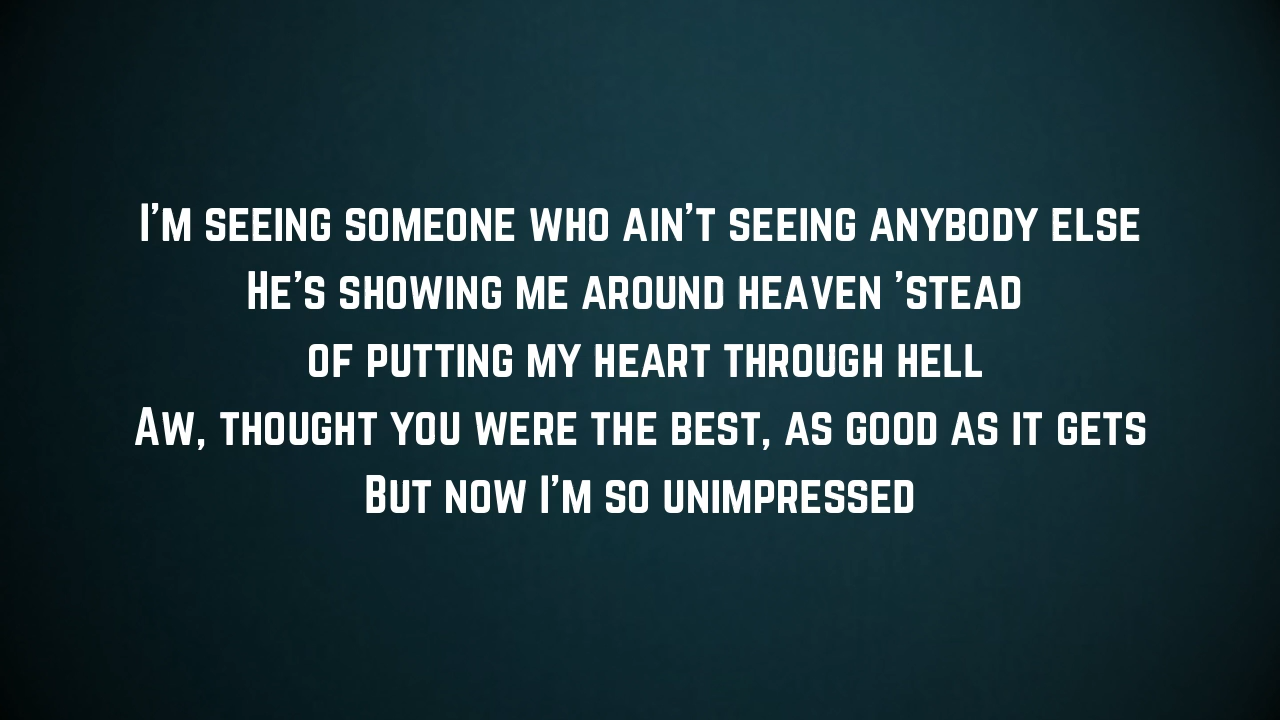 I'm seeing someone who ain't seeing anybody else
He's showing me around heaven 'stead
of putting my heart through hell
Aw, thought you were the best, as good as it gets
But now I'm so unimpressed